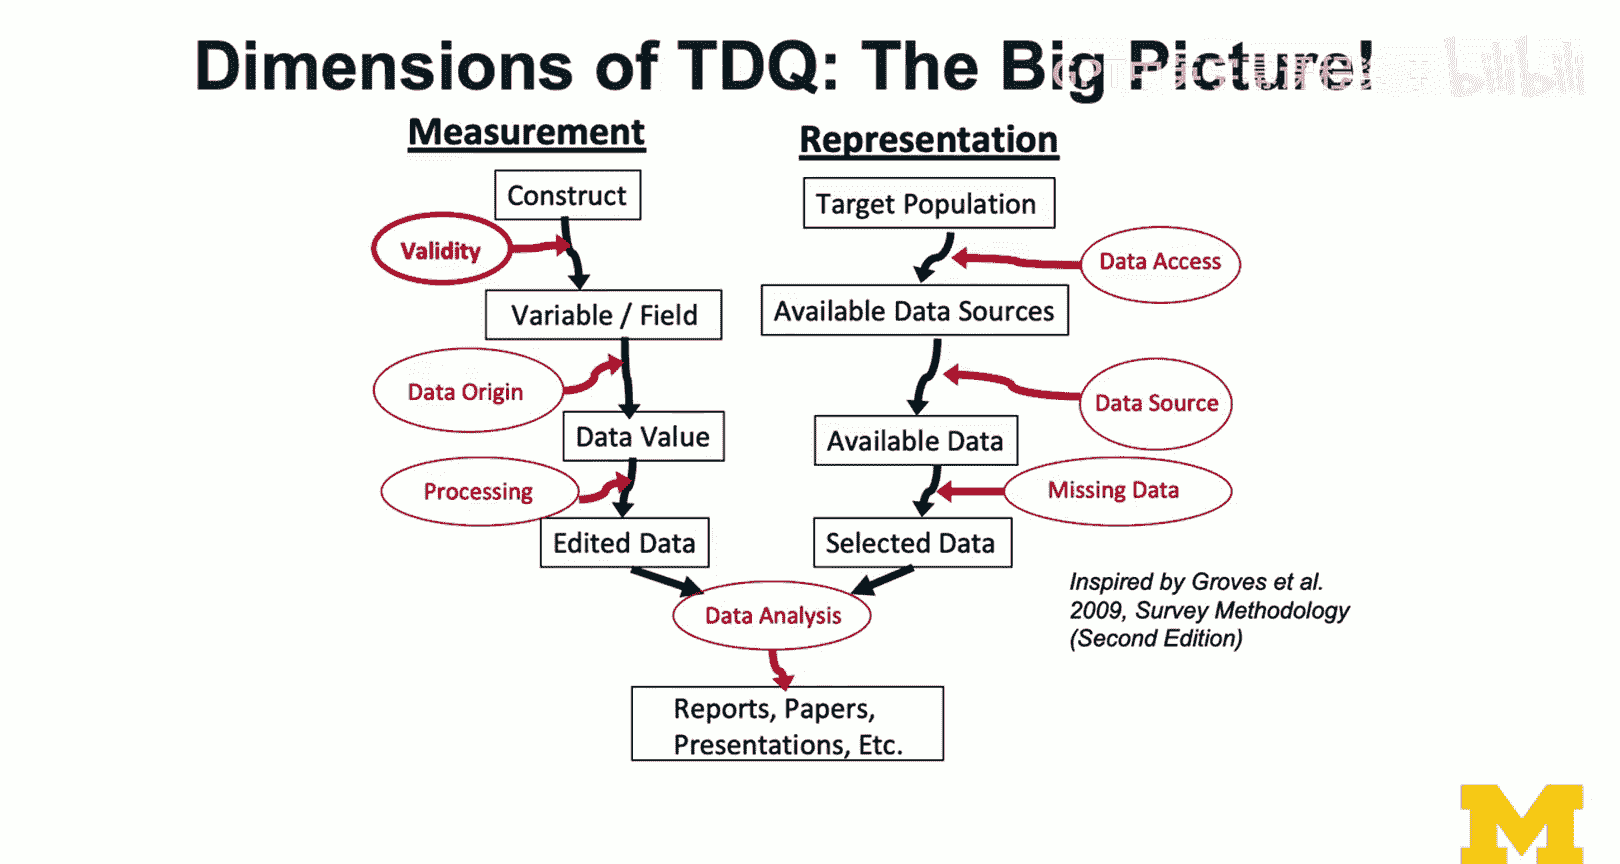 Dimensions of TDQ: The Big Picture!
bilibili
Measurement
Representation
Construct
Target Population
Validity
Data Access
Variable / Field
Available Data Sources
Data Origin
Data Source
Data Value
Available Data
Processing
Missing Data
Edited Data
Selected Data
Data Analysis
Inspired by Groves et al.
2009, Survey Methodology
(Second Edition)
Reports, Papers,
Presentations, Etc.
M